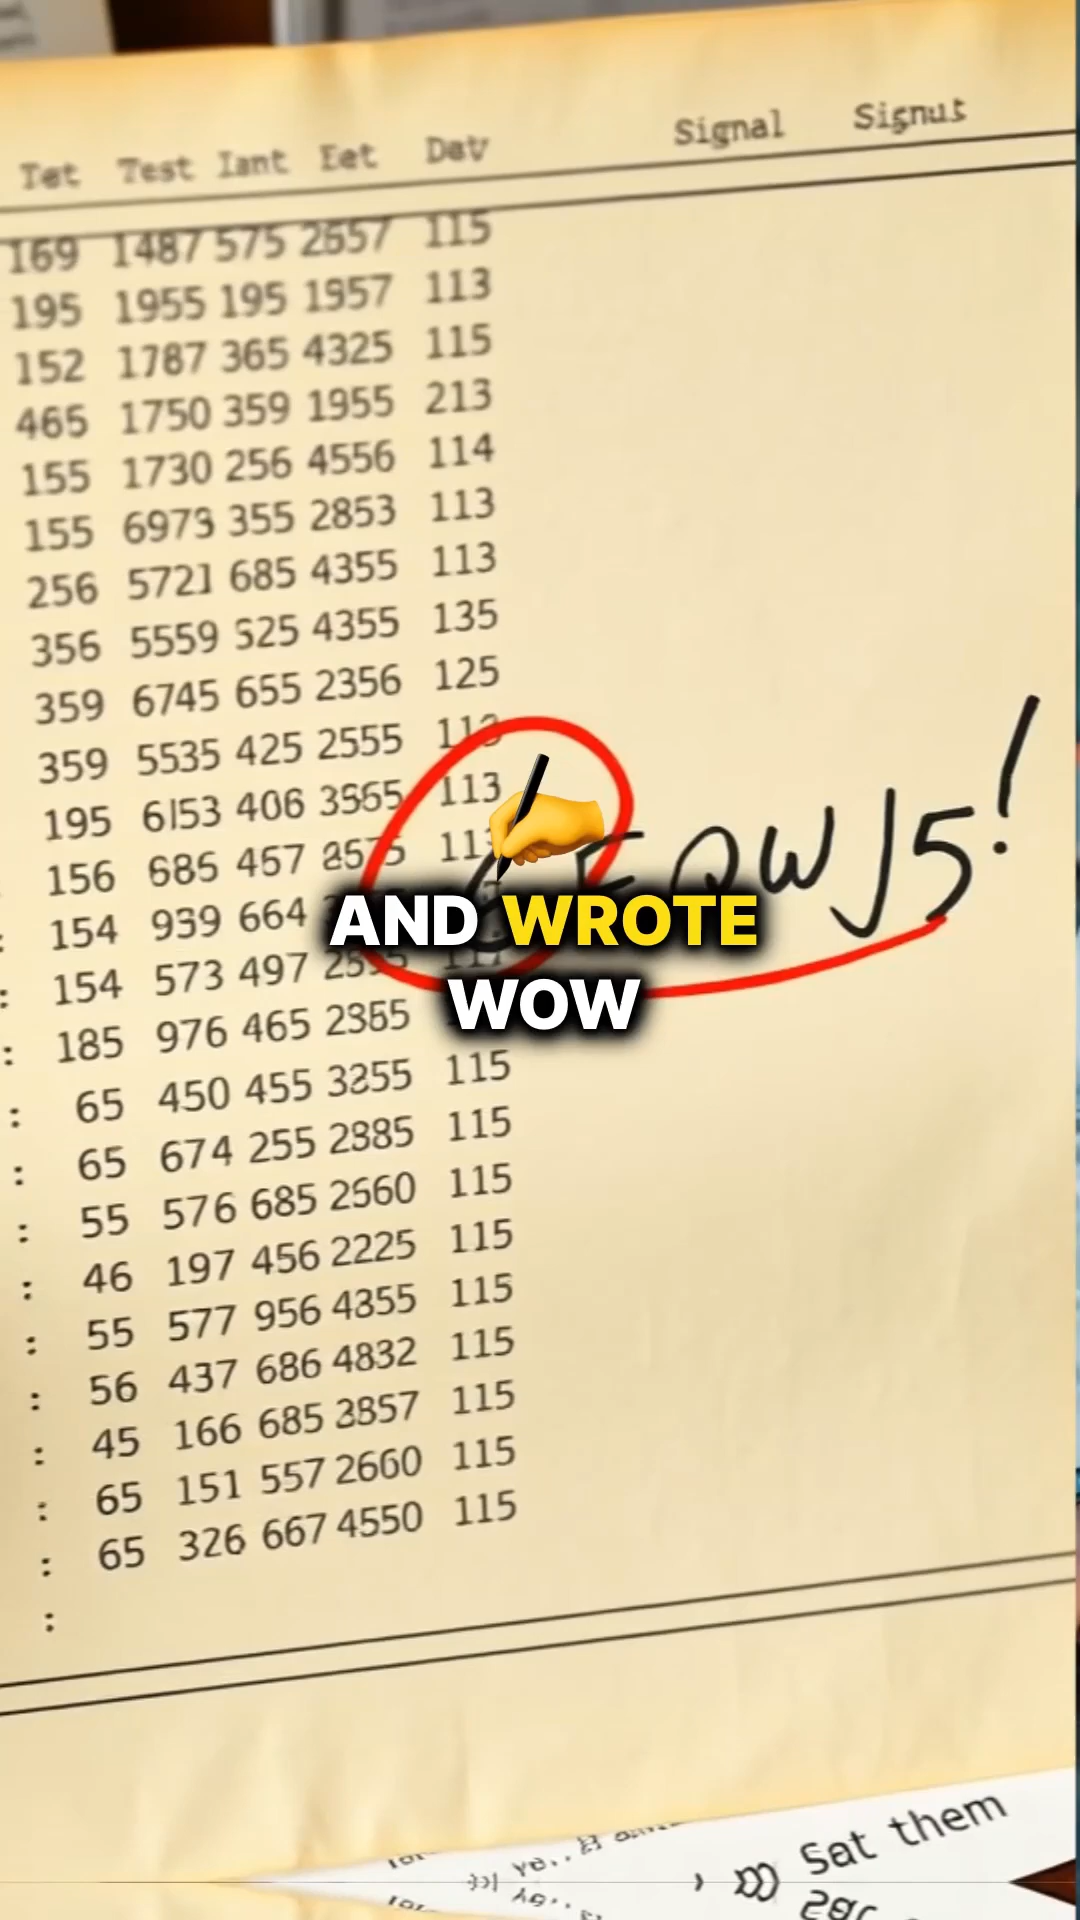 Tet Test Iant Eet Dev Signal Signut
169 1487 575 2557 115
195 1955 195 1957 113
152 1787 365 4325 115
465 1750 359 1955 213
155 1730 256 4556 114
155 6973 355 2853 113
256 5721 685 4355 113
356 5559 525 4355 135
359 6745 655 2356 125
359 5535 425 2555 113
195 6153 406 3565 113
156 685 457 2575
154 939 664
: 154 573 497
: 185 976 465 2365
: 65 450 455 3255 115
: 65 674 255 2885 115
: 55 576 685 2560 115
: 46 197 456 2225 115
: 55 577 956 4355 115
: 56 437 686 4832 115
: 45 166 685 3857 115
: 65 151 557 2660 115
: 65 326 667 4550 115
:
EQWJ5!
AND WROTE
WOW
Sat them